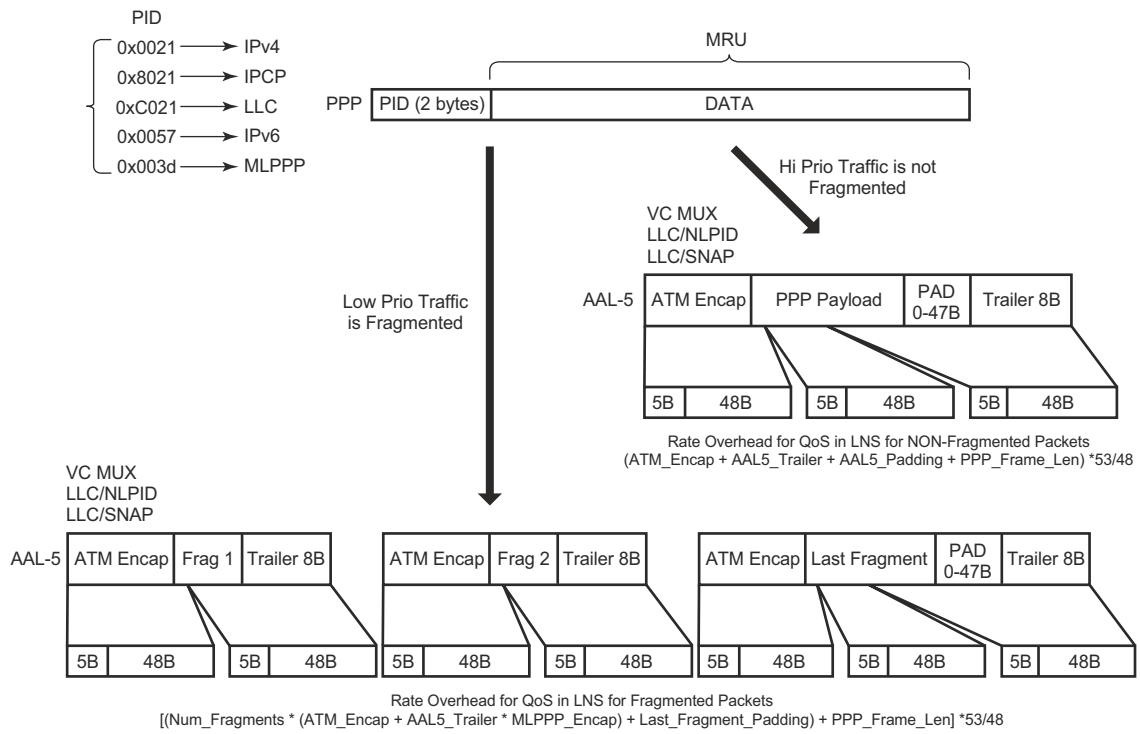 PID
0x0021 IPv4
0x8021 IPCP
0xC021 LLC
0x0057 IPv6
0x003d MLPPP
MRU
PPP PID (2 bytes) DATA
Hi Prio Traffic is not
Fragmented
Low Prio Traffic
is Fragmented
VC MUX
LLC/NLPID
LLC/SNAP
AAL-5 ATM Encap PPP Payload PAD 0-47B Trailer 8B
5B 48B 5B 48B 5B 48B
Rate Overhead for QoS in LNS for NON-Fragmented Packets
(ATM_Encap + AAL5_Trailer + AAL5_Padding + PPP_Frame_Len) *53/48
VC MUX
LLC/NLPID
LLC/SNAP
AAL-5 ATM Encap Frag 1 Trailer 8B ATM Encap Frag 2 Trailer 8B ATM Encap Last Fragment PAD 0-47B Trailer 8B
5B 48B 5B 48B 5B 48B 5B 48B 5B 48B 5B 48B 5B 48B
Rate Overhead for QoS in LNS for Fragmented Packets
[(Num_Fragments * (ATM_Encap + AAL5_Trailer * MLPPP_Encap) + Last_Fragment_Padding) + PPP_Frame_Len] *53/48